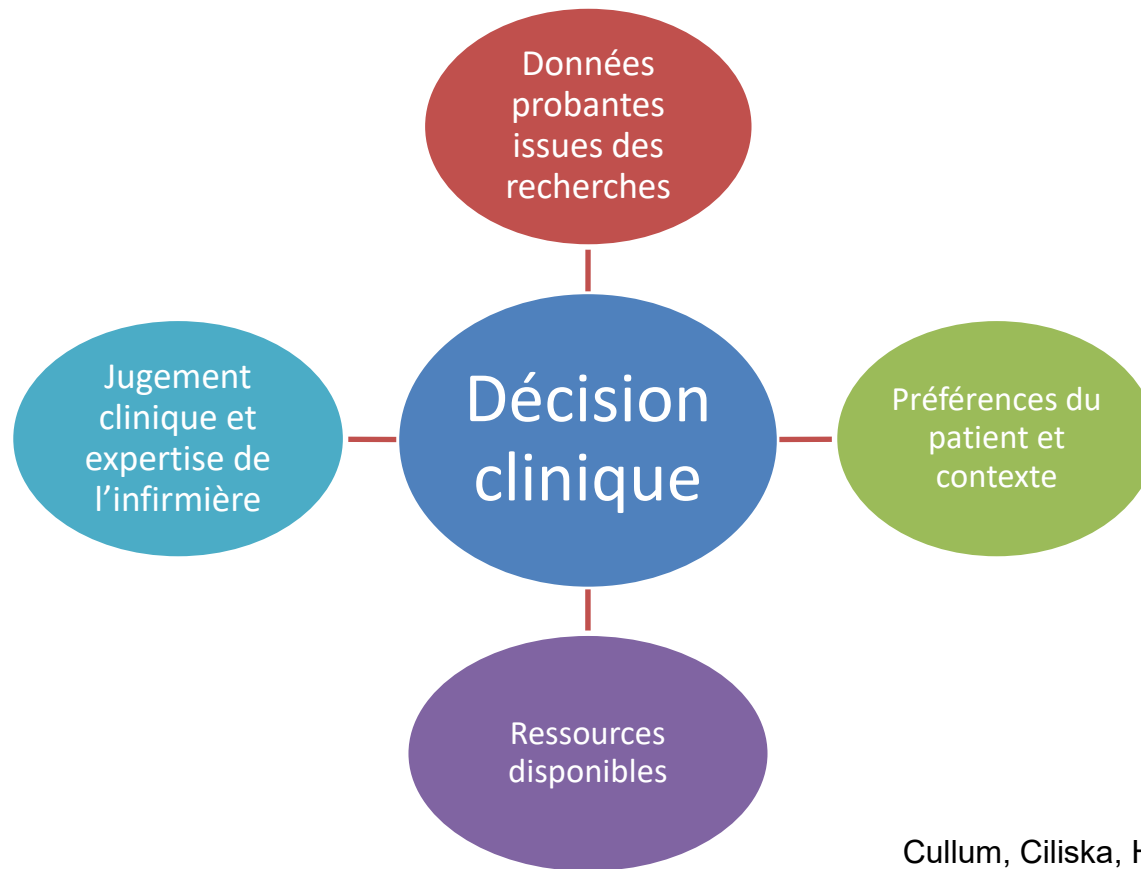 Données
probantes
issues des
recherches
Jugement
clinique et
expertise de
l’infirmière
Décision
clinique
Préférences du
patient et
contexte
Ressources
disponibles
Cullum, Ciliska, H